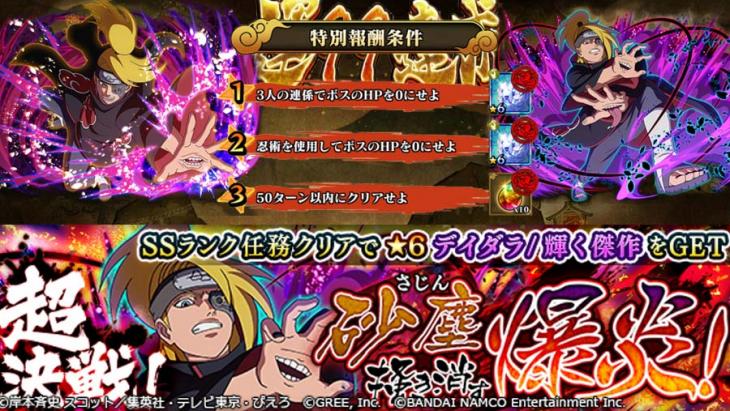 特別報酬条件
1 3人の連係でボスのHPを0にせよ
★6
2 忍術を使用してボスのHPを0にせよ
★6
3 50ターン以内にクリアせよ
x10
SSランク任務クリアで★6 デイダラ/輝く傑作をGET
超決戦!
さじん
砂塵掻き消す爆炎!
©岸本斉史 スコット/集英社・テレビ東京・ぴえろ ©GREE, Inc. ©BANDAI NAMCO Entertainment Inc.